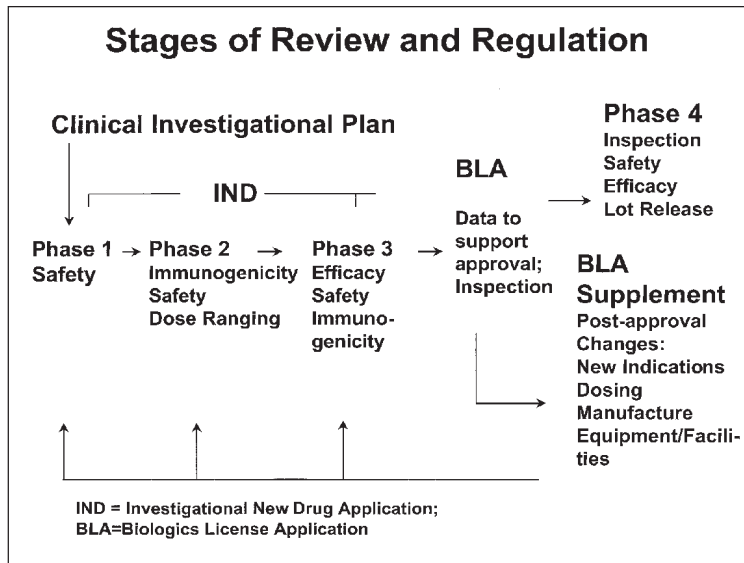 Stages of Review and Regulation
Clinical Investigational Plan
IND
Phase 1
Safety
Phase 2
Immunogenicity
Safety
Dose Ranging
Phase 3
Efficacy
Safety
Immuno-
genicity
BLA
Data to
support
approval;
Inspection
Phase 4
Inspection
Safety
Efficacy
Lot Release
BLA
Supplement
Post-approval
Changes:
New Indications
Dosing
Manufacture
Equipment/Facili-
ties
IND = Investigational New Drug Application;
BLA=Biologics License Application